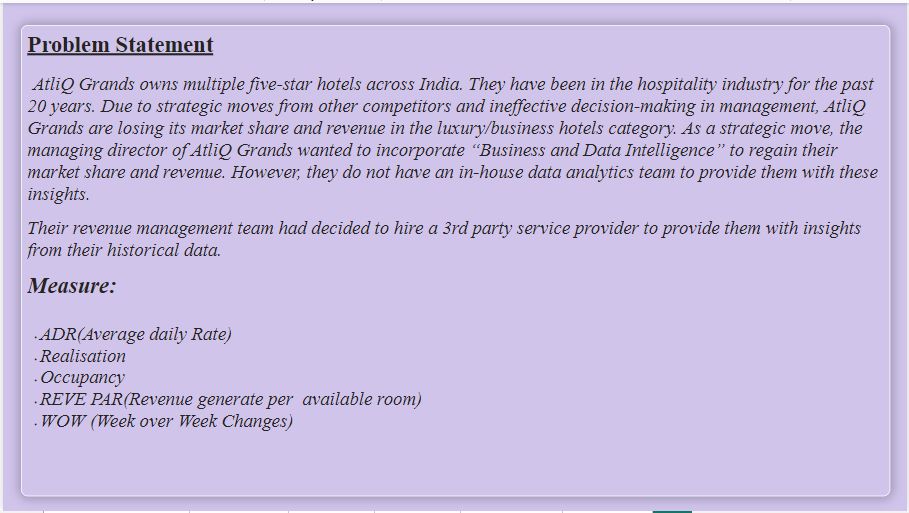 Problem Statement
AtliQ Grands owns multiple five-star hotels across India. They have been in the hospitality industry for the past
20 years. Due to strategic moves from other competitors and ineffective decision-making in management, AtliQ
Grands are losing its market share and revenue in the luxury/business hotels category. As a strategic move, the
managing director of AtliQ Grands wanted to incorporate “Business and Data Intelligence” to regain their
market share and revenue. However, they do not have an in-house data analytics team to provide them with these
insights.
Their revenue management team had decided to hire a 3rd party service provider to provide them with insights
from their historical data.
Measure:
·ADR(Average daily Rate)
·Realisation
·Occupancy
·REVE PAR(Revenue generate per available room)
·WOW (Week over Week Changes)